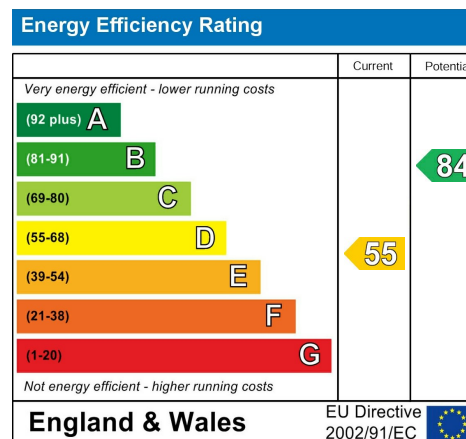 Energy Efficiency Rating
Current Potentia
Very energy efficient - lower running costs
(92 plus) A
(81-91) B
84
(69-80) C
(55-68) D
55
(39-54) E
(21-38) F
(1-20) G
Not energy efficient - higher running costs
England & Wales
EU Directive
2002/91/EC